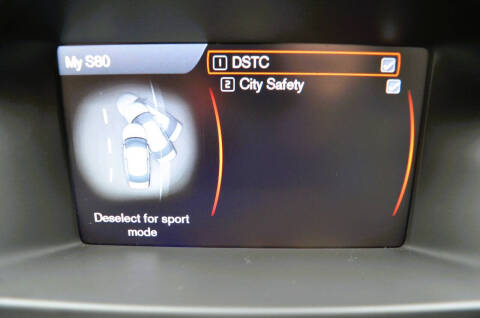 My S80
1 DSTC
2 City Safety
Deselect for sport
mode